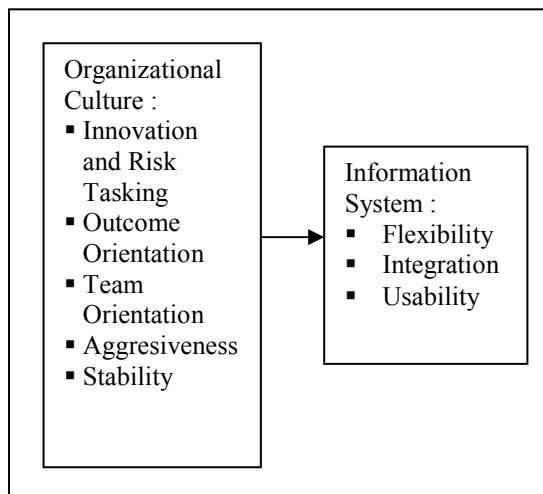 Organizational
Culture :
▪ Innovation
and Risk
Tasking
▪ Outcome
Orientation
▪ Team
Orientation
▪ Aggresiveness
▪ Stability
Information
System :
▪ Flexibility
▪ Integration
▪ Usability